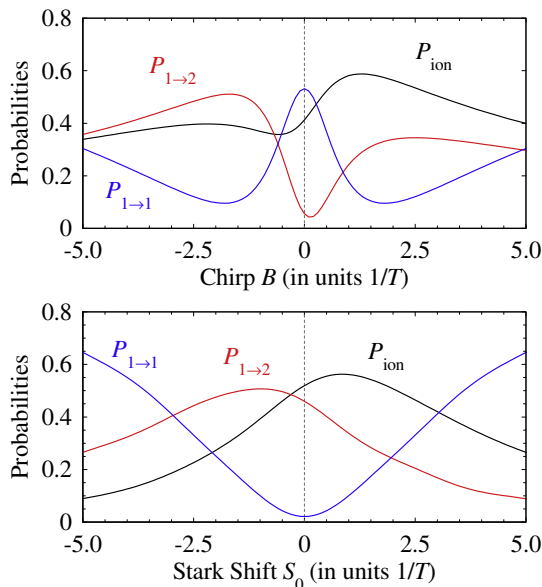 0.8
0.6
0.4
0.2
0
Probabilities
P1→2
Pion
P1→1
-5.0 -2.5 0 2.5 5.0
Chirp B (in units 1/T)
0.8
0.6
0.4
0.2
0
Probabilities
P1→1
P1→2
Pion
-5.0 -2.5 0 2.5 5.0
Stark Shift S0 (in units 1/T)